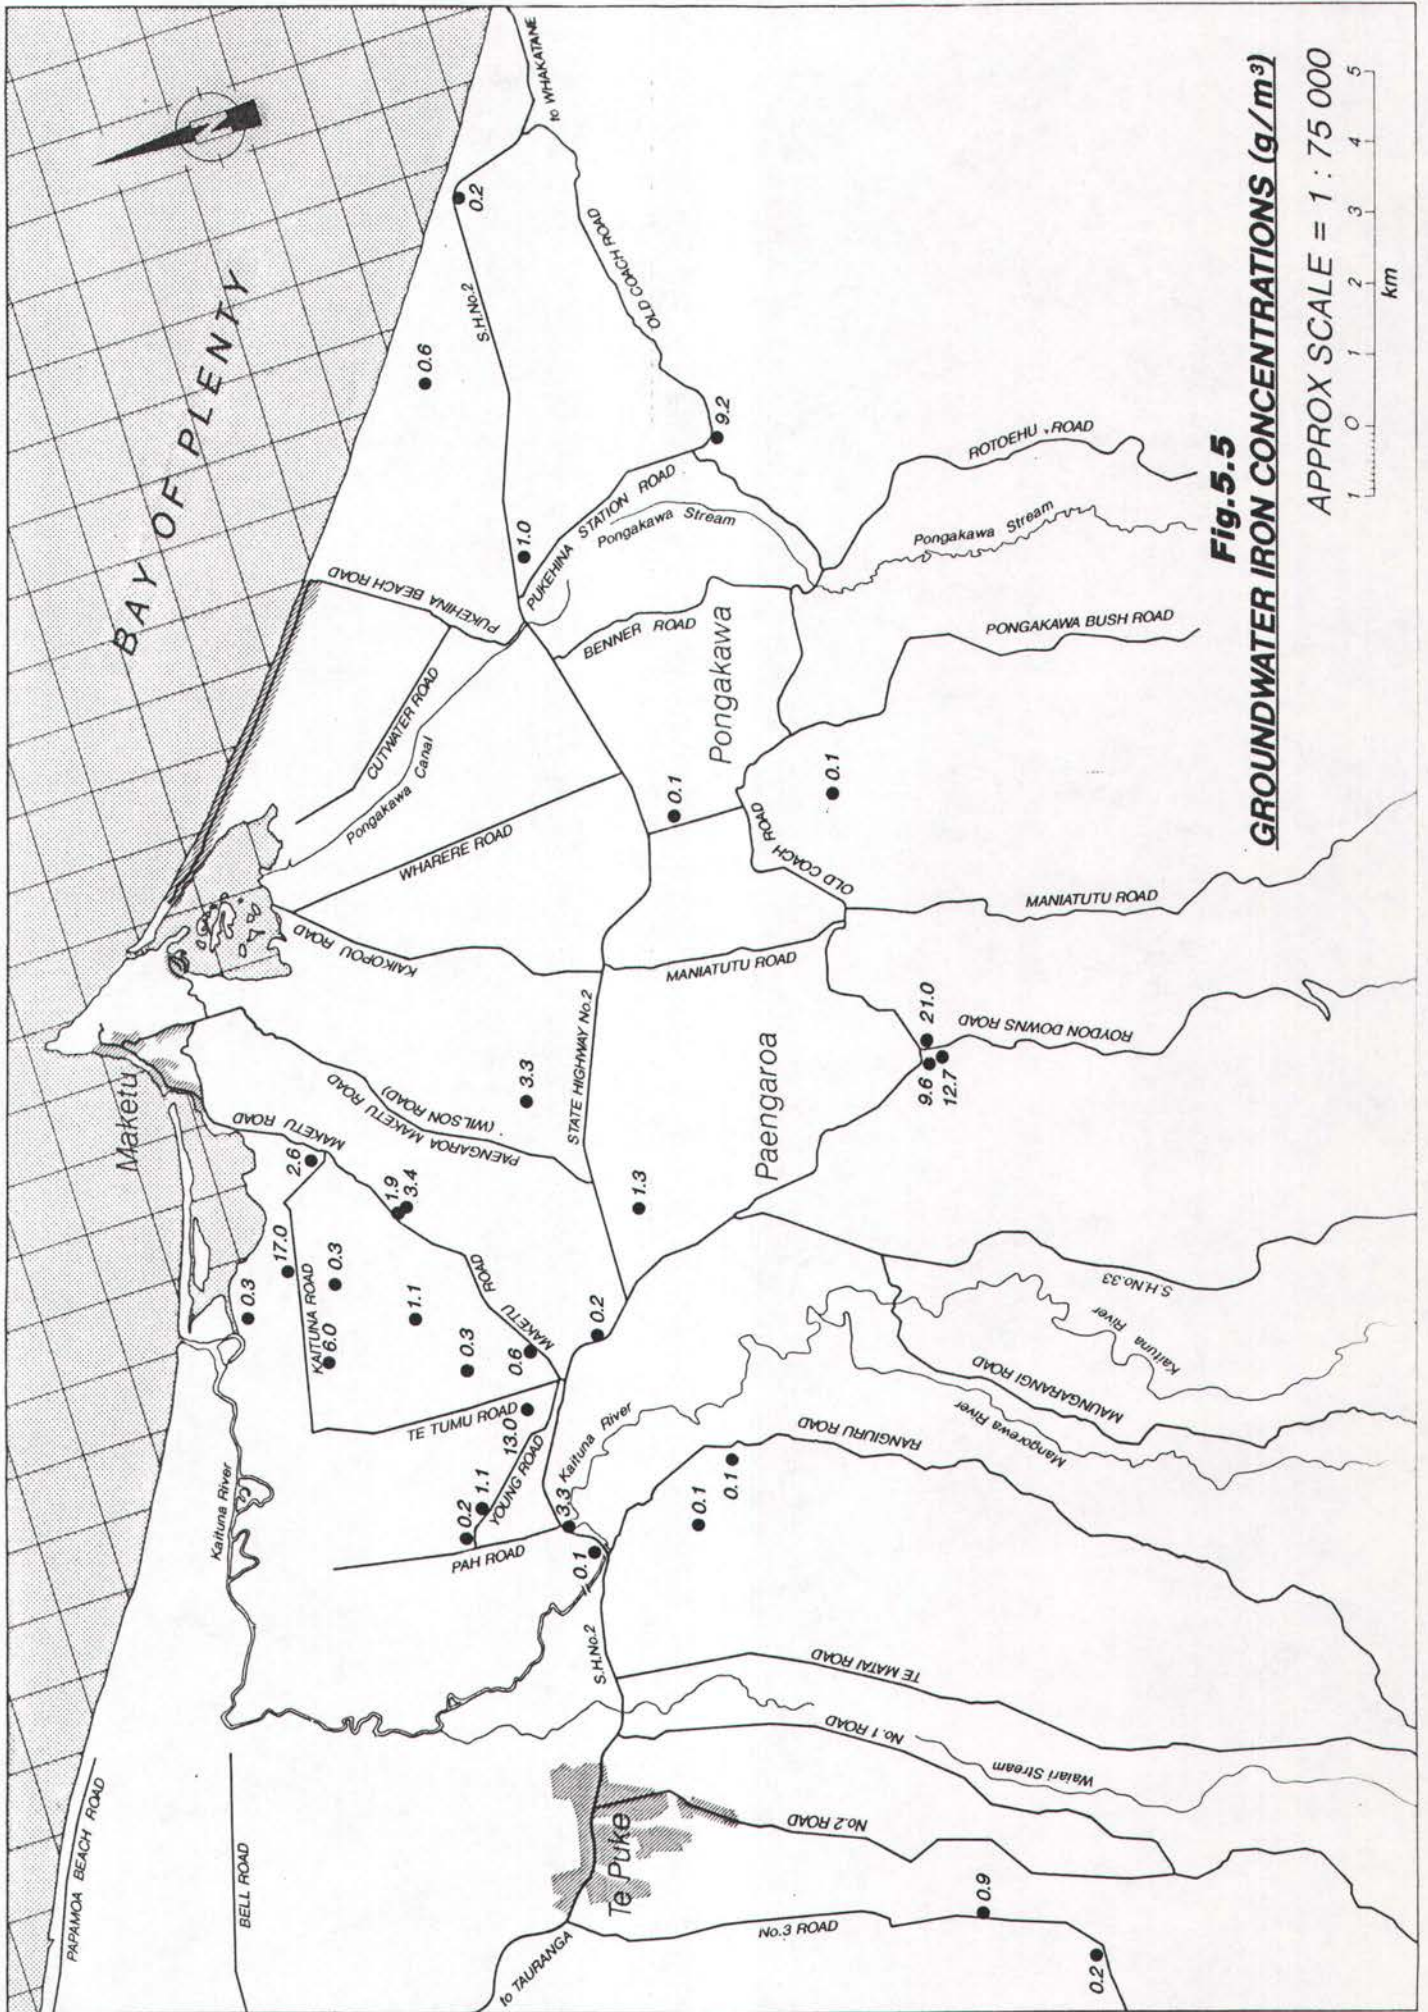 BAY OF PLENTY
N
to WHAKATANE
0.2
S.H.No.2
OLD COACH ROAD
0.6
9.2
1.0
PUKEHINA STATION ROAD
Pongakawa Stream
ROTOEHU ROAD
Pongakawa Stream
PUKEHINA BEACH ROAD
BENNER ROAD
Pongakawa
PONGAKAWA BUSH ROAD
CUTWATER ROAD
Pongakawa Canal
WHARERE ROAD
0.1
0.1
OLD COACH ROAD
MANIATUTU ROAD
KAIKOPOU ROAD
MANIATUTU ROAD
STATE HIGHWAY No.2
21.0
9.6
12.7
ROYDON DOWNS ROAD
Maketu
MAKETU ROAD
PAENGAROA MAKETU ROAD
(WILSON ROAD)
3.3
Paengaroa
2.6
1.9
3.4
1.3
17.0
KAITUNA ROAD
0.3
0.3
6.0
1.1
0.3
MAKETU ROAD
0.6
0.2
S.H.No.33
Kaituna River
MAUNGARANGI ROAD
Mangorewa River
RANGIURU ROAD
TE TUMU ROAD
13.0
YOUNG ROAD
Kaituna River
0.2
1.1
3.3
0.1
0.1
0.1
PAH ROAD
Kaituna River
S.H.No.2
TE MATAI ROAD
No.1 ROAD
Waiari Stream
No.2 ROAD
Te Puke
PAPAMOA BEACH ROAD
BELL ROAD
to TAURANGA
No.3 ROAD
0.9
0.2
Fig.5.5
GROUNDWATER IRON CONCENTRATIONS (g/m³)
APPROX SCALE = 1 : 75 000
1 0 1 2 3 4 5
km